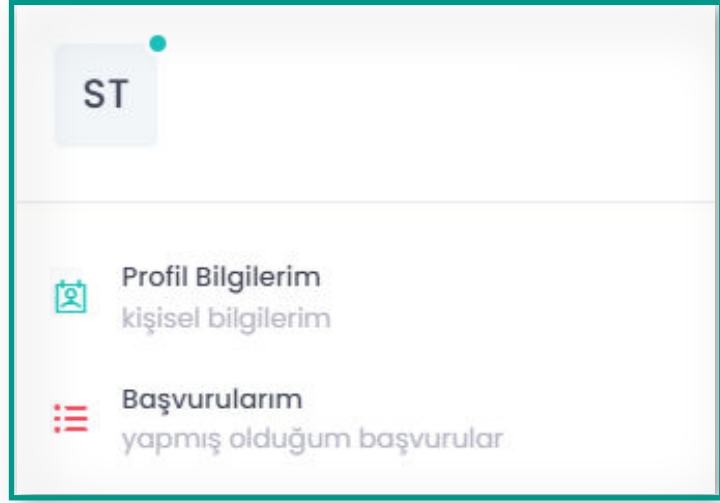 ST
Profil Bilgilerim
kişisel bilgilerim
Başvurularım
yapmış olduğum başvurular